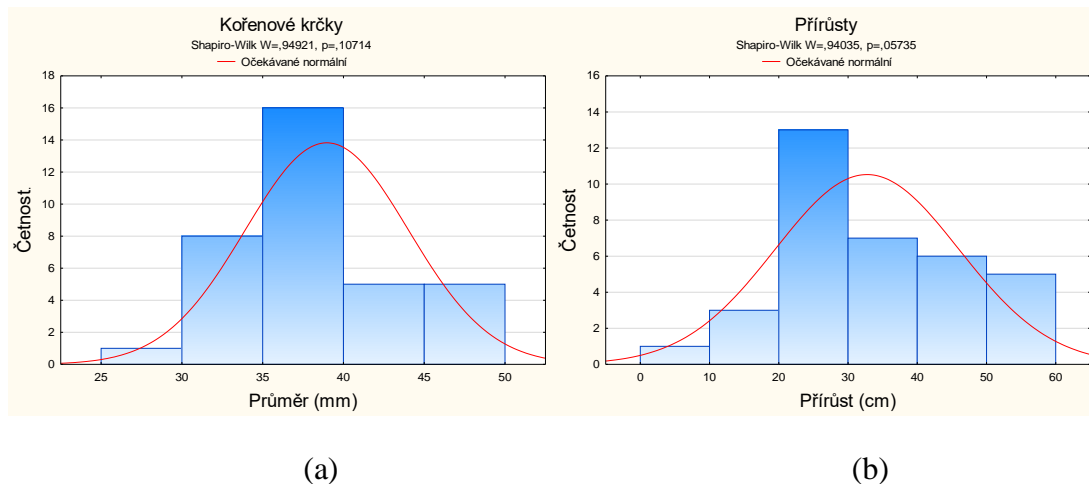 Kořenové krčky
Shapiro-Wilk W=,94921, p=,10714
Očekávané normální
18
16
14
12
10
8
6
4
2
0
Četnost.
25 30 35 40 45 50
Průměr (mm)
(a)
Přírůsty
Shapiro-Wilk W=,94035, p=,05735
Očekávané normální
16
14
12
10
8
6
4
2
0
Četnost
0 10 20 30 40 50 60
Přírůst (cm)
(b)